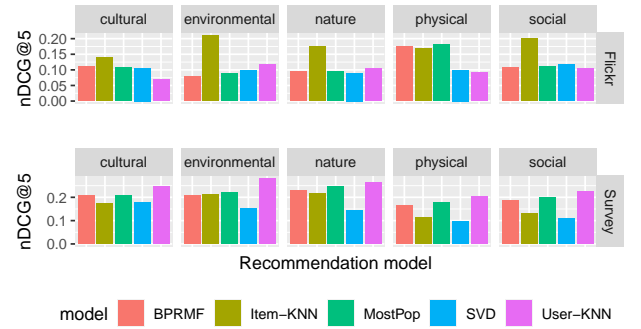 cultural environmental nature physical social
nDCG@5
0.20
0.15
0.10
0.05
0.00
Flickr
cultural environmental nature physical social
nDCG@5
0.2
0.1
0.0
Survey
Recommendation model
model BPRMF Item−KNN MostPop SVD User−KNN